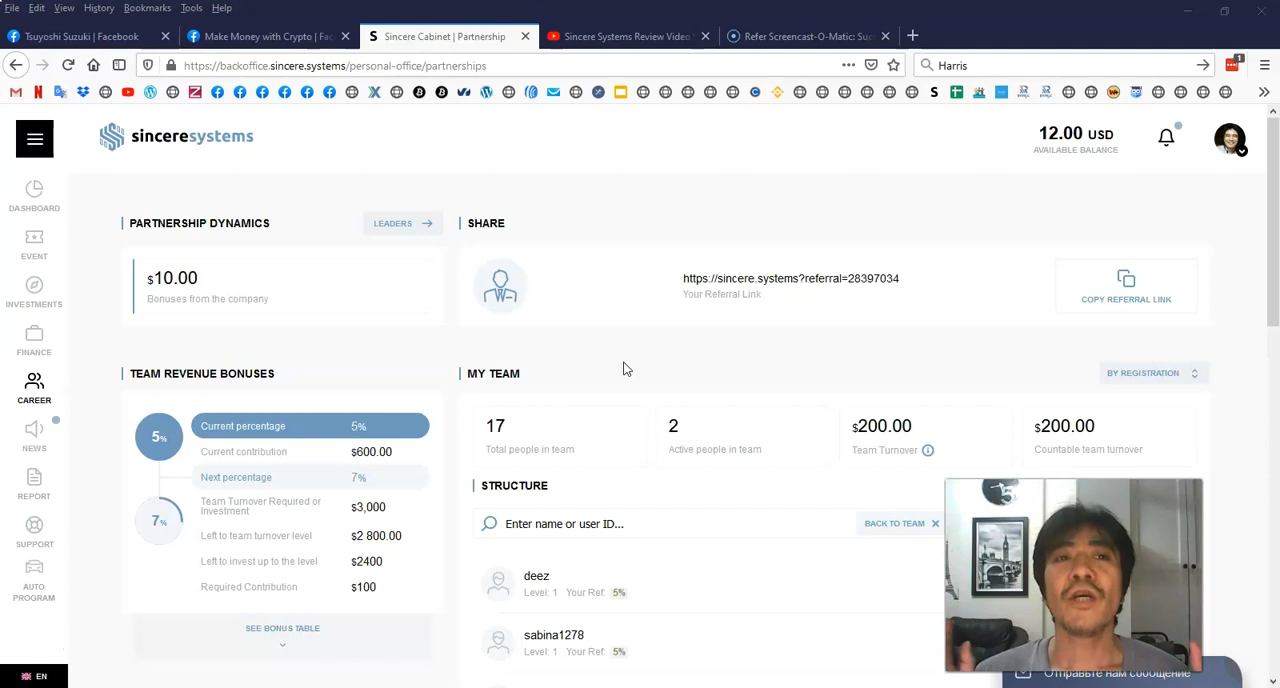 File Edit View History Bookmarks Tools Help
Tsuyoshi Suzuki | Facebook
Make Money with Crypto | Fac
Sincere Cabinet | Partnership
Sincere Systems Review Video
Refer Screencast-O-Matic: Suc
https://backoffice.sincere.systems/personal-office/partnerships
Harris
1
sinceresystems
12.00 USD
AVAILABLE BALANCE
DASHBOARD
EVENT
INVESTMENTS
FINANCE
CAREER
NEWS
REPORT
SUPPORT
AUTO
PROGRAM
EN
PARTNERSHIP DYNAMICS
LEADERS
$10.00
Bonuses from the company
SHARE
https://sincere.systems?referral=28397034
Your Referral Link
COPY REFERRAL LINK
TEAM REVENUE BONUSES
5%
Current percentage 5%
Current contribution $600.00
Next percentage 7%
7%
Team Turnover Required or
Investment
$3,000
Left to team turnover level $2 800.00
Left to invest up to the level $2400
Required Contribution $100
SEE BONUS TABLE
MY TEAM
BY REGISTRATION
17
Total people in team
2
Active people in team
$200.00
Team Turnover
$200.00
Countable team turnover
STRUCTURE
Enter name or user ID...
BACK TO TEAM
deez
Level: 1 Your Ref: 5%
sabina1278
Level: 1 Your Ref: 5%
Отправьте нам сообщение